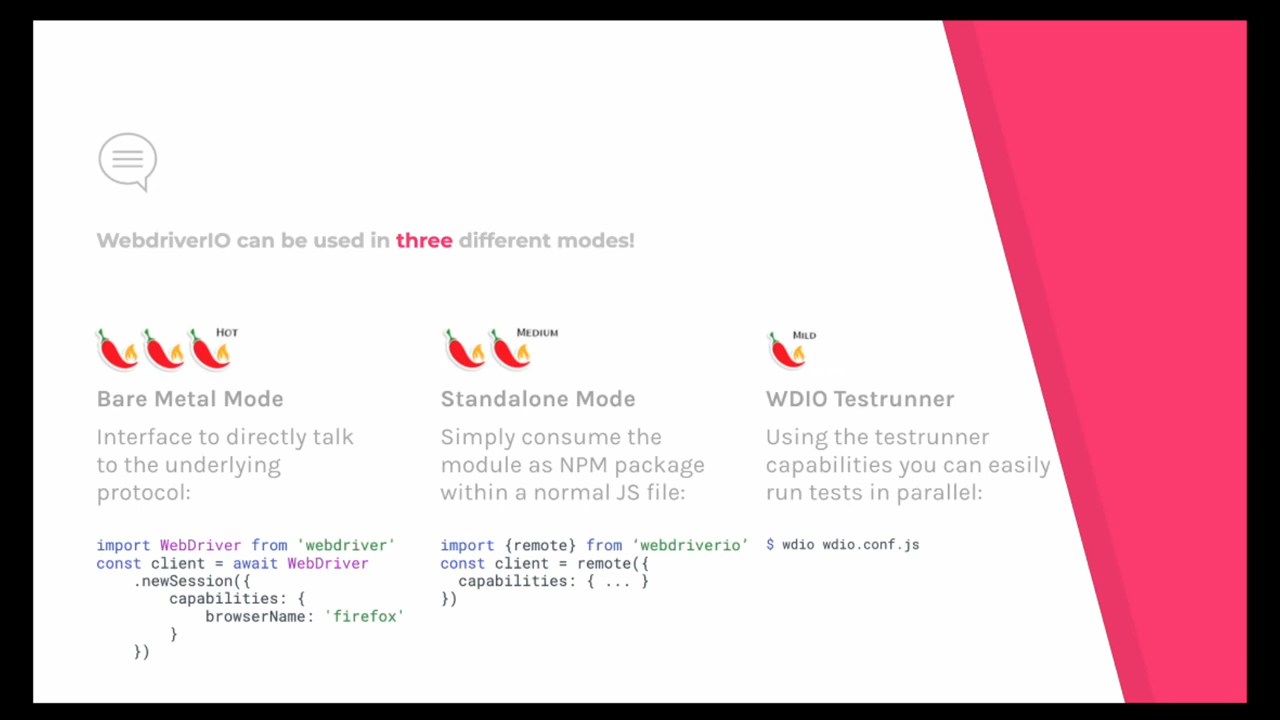 WebdriverIO can be used in three different modes!
HOT
Bare Metal Mode
Interface to directly talk
to the underlying
protocol:
import WebDriver from 'webdriver'
const client = await WebDriver
    .newSession({
        capabilities: {
            browserName: 'firefox'
        }
    })
MEDIUM
Standalone Mode
Simply consume the
module as NPM package
within a normal JS file:
import {remote} from ‘webdriverio’
const client = remote({
  capabilities: { ... }
})
MILD
WDIO Testrunner
Using the testrunner
capabilities you can easily
run tests in parallel:
$ wdio wdio.conf.js